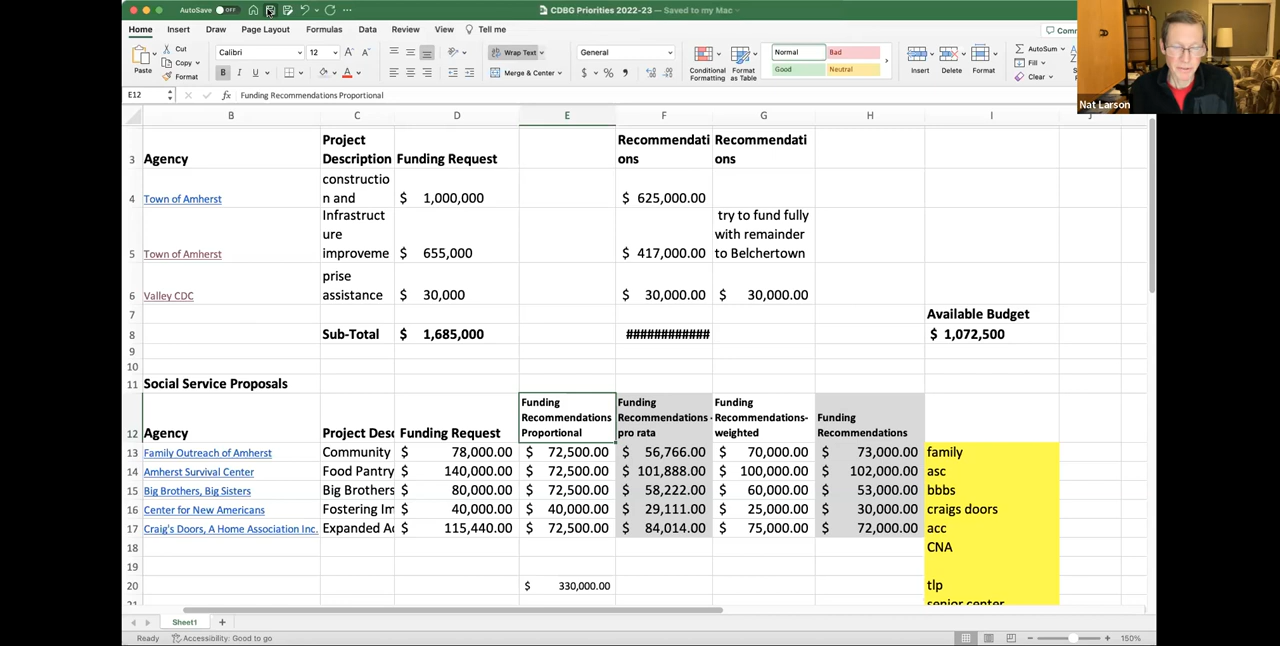 AutoSave OFF
CDBG Priorities 2022-23 — Saved to my Mac
Home Insert Draw Page Layout Formulas Data Review View Tell me
Paste
Cut
Copy
Format
Calibri 12
B I U
Wrap Text
Merge & Center
General
$ %
Conditional Formatting
Format as Table
Normal Bad
Good Neutral
Insert Delete Format
AutoSum
Fill
Clear
Nat Larson
E12 fx Funding Recommendations Proportional
B C D E F G H I
3 Agency Project Description Funding Request Recommendati ons Recommendati ons
4 Town of Amherst constructio n and $ 1,000,000 $ 625,000.00
5 Town of Amherst Infrastruct ure improveme $ 655,000 $ 417,000.00 try to fund fully with remainder to Belchertown
6 Valley CDC prise assistance $ 30,000 $ 30,000.00 $ 30,000.00
7 Available Budget
8 Sub-Total $ 1,685,000 ############ $ 1,072,500
9
10
11 Social Service Proposals
12 Agency Project Desc Funding Request Funding Recommendations Proportional Funding Recommendations - pro rata Funding Recommendations- weighted Funding Recommendations
13 Family Outreach of Amherst Community $ 78,000.00 $ 72,500.00 $ 56,766.00 $ 70,000.00 $ 73,000.00 family
14 Amherst Survival Center Food Pantry $ 140,000.00 $ 72,500.00 $ 101,888.00 $ 100,000.00 $ 102,000.00 asc
15 Big Brothers, Big Sisters Big Brothers $ 80,000.00 $ 72,500.00 $ 58,222.00 $ 60,000.00 $ 53,000.00 bbbs
16 Center for New Americans Fostering Im $ 40,000.00 $ 40,000.00 $ 29,111.00 $ 25,000.00 $ 30,000.00 craigs doors
17 Craig's Doors, A Home Association Inc. Expanded Ac $ 115,440.00 $ 72,500.00 $ 84,014.00 $ 75,000.00 $ 72,000.00 acc
18 CNA
19
20 $ 330,000.00 tlp
senior center
Sheet1 +
Ready Accessibility: Good to go 150%